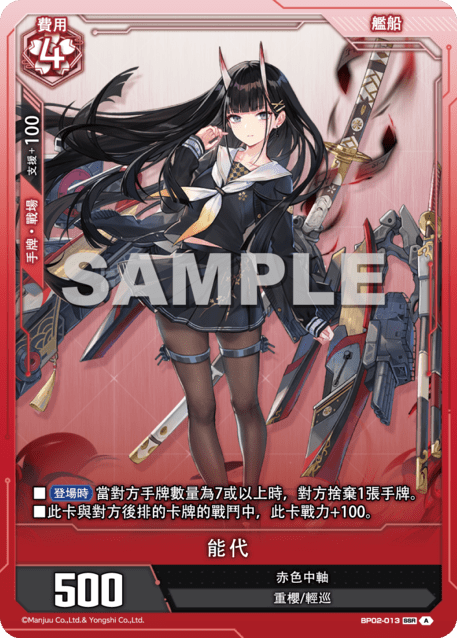 費用
4
艦船
支援+100
手牌・戰場
SAMPLE
■ 登場時 當對方手牌數量為7或以上時，對方捨棄1張手牌。
■此卡與對方後排的卡牌的戰鬥中，此卡戰力+100。
能代
500
赤色中軸
重櫻/輕巡
©Manjuu Co.,Ltd.& Yongshi Co.,Ltd.
BP02-013 SSR A